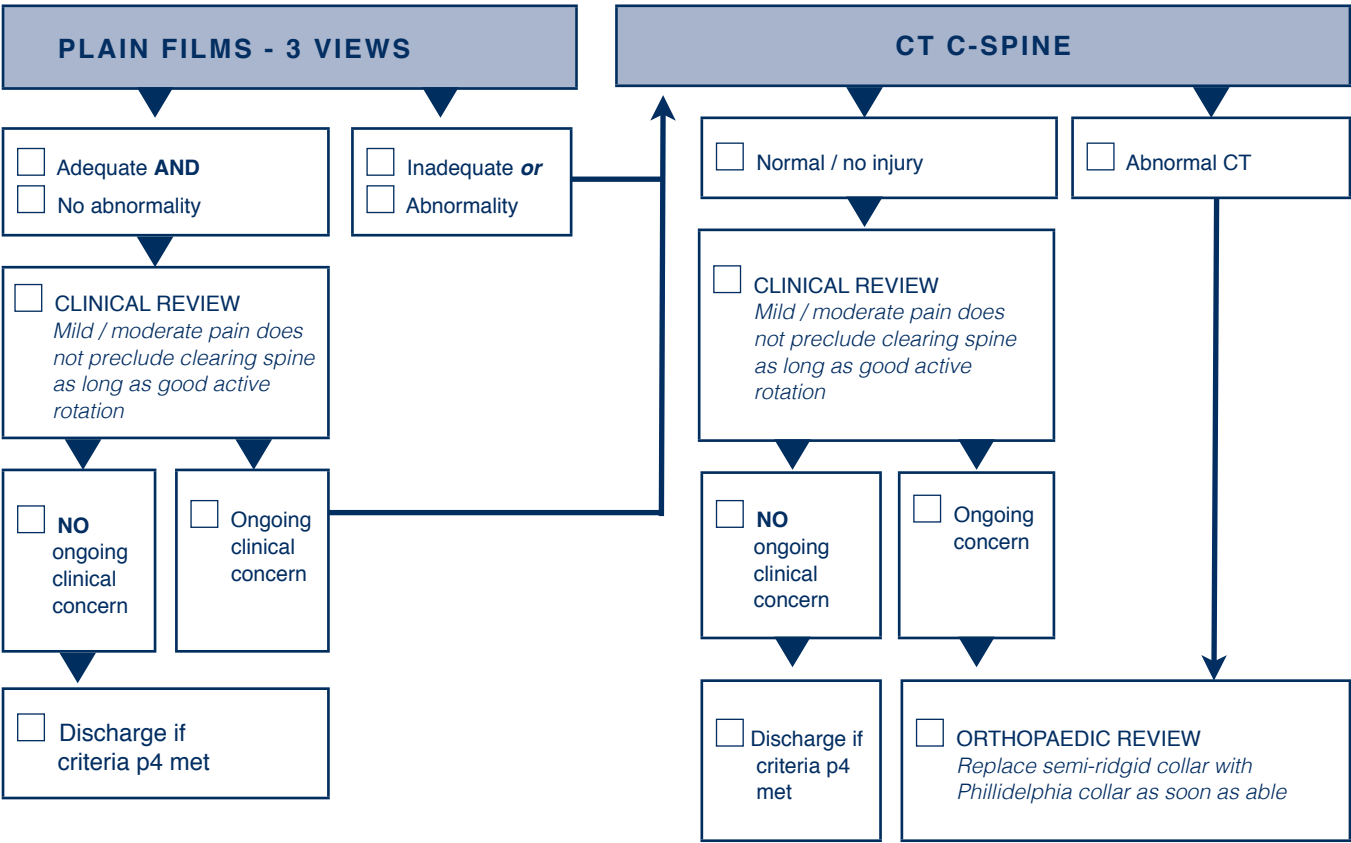 PLAIN FILMS - 3 VIEWS
Adequate AND
No abnormality
Inadequate or
Abnormality
CLINICAL REVIEW
Mild / moderate pain does
not preclude clearing spine
as long as good active
rotation
NO
ongoing
clinical
concern
Ongoing
clinical
concern
Discharge if
criteria p4 met
CT C-SPINE
Normal / no injury
Abnormal CT
CLINICAL REVIEW
Mild / moderate pain does
not preclude clearing spine
as long as good active
rotation
NO
ongoing
clinical
concern
Ongoing
concern
Discharge if
criteria p4
met
ORTHOPAEDIC REVIEW
Replace semi-ridgid collar with
Phillidelphia collar as soon as able